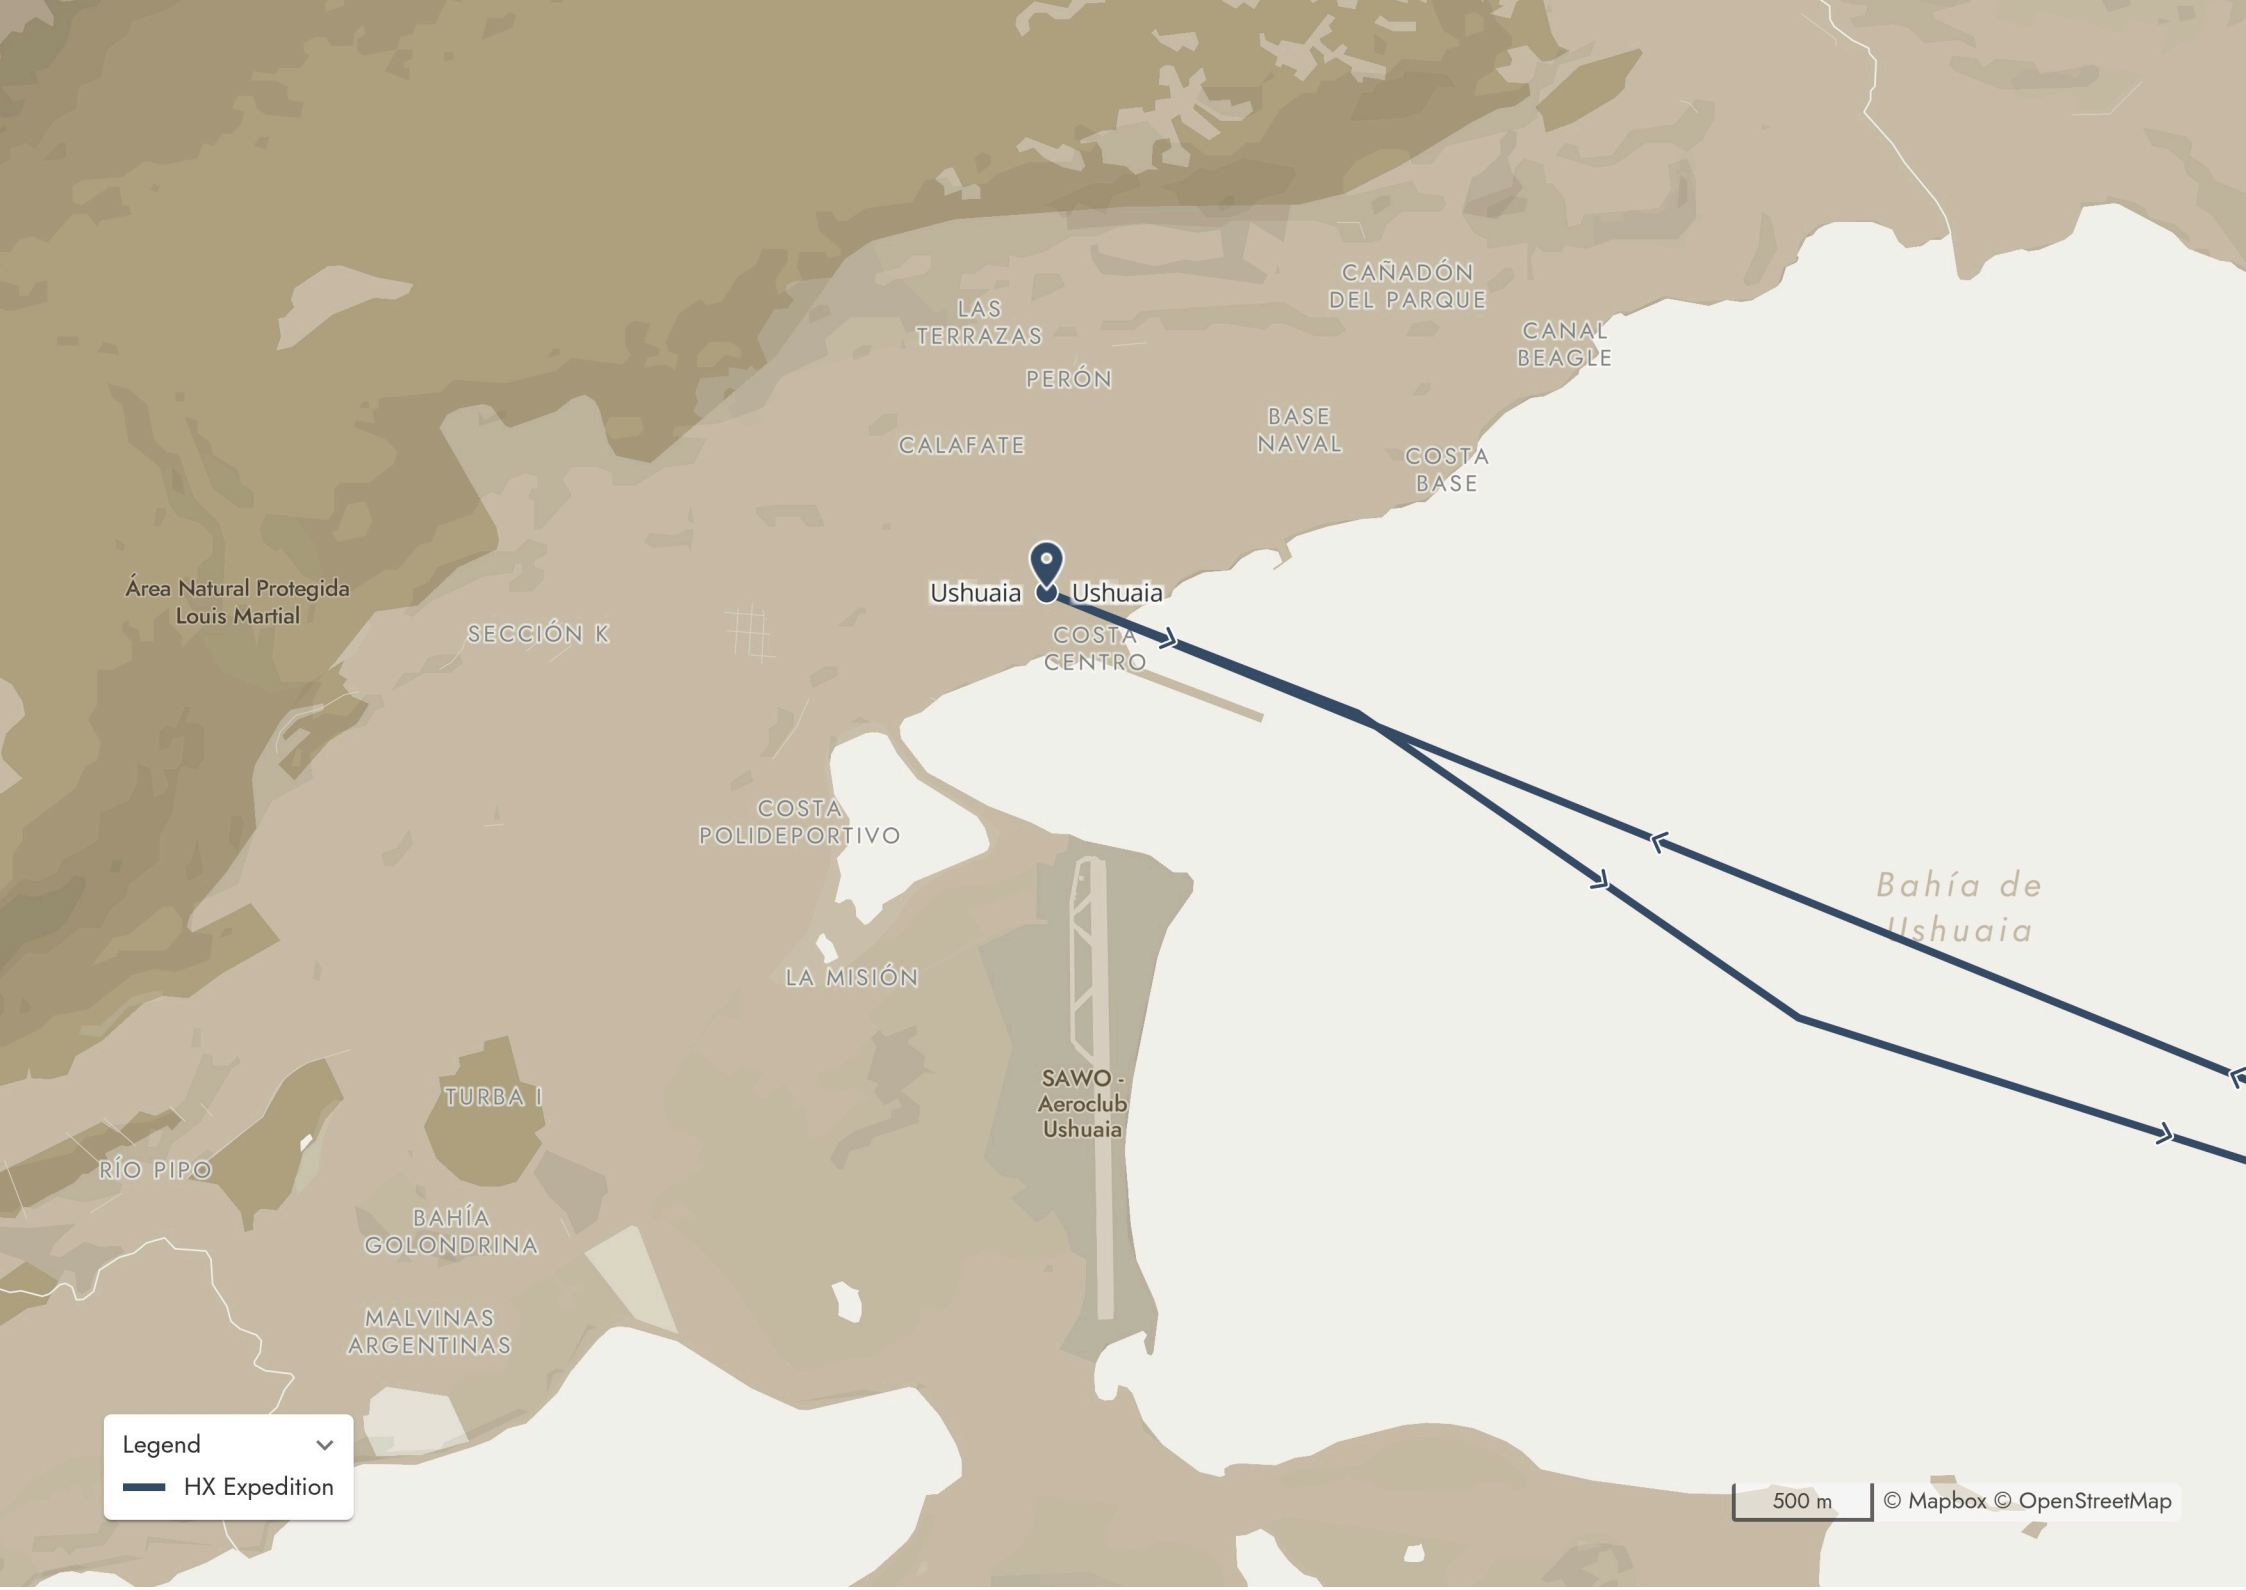 CAÑADÓN
DEL PARQUE
LAS
TERRAZAS
CANAL
BEAGLE
PERÓN
BASE
NAVAL
CALAFATE
COSTA
BASE
Área Natural Protegida
Louis Martial
Ushuaia
Ushuaia
SECCIÓN K
COSTA
CENTRO
COSTA
POLIDEPORTIVO
Bahía de
Ushuaia
LA MISIÓN
SAWO -
Aeroclub
Ushuaia
TURBA I
RÍO PIPO
BAHÍA
GOLONDRINA
MALVINAS
ARGENTINAS
Legend
HX Expedition
500 m
© Mapbox © OpenStreetMap